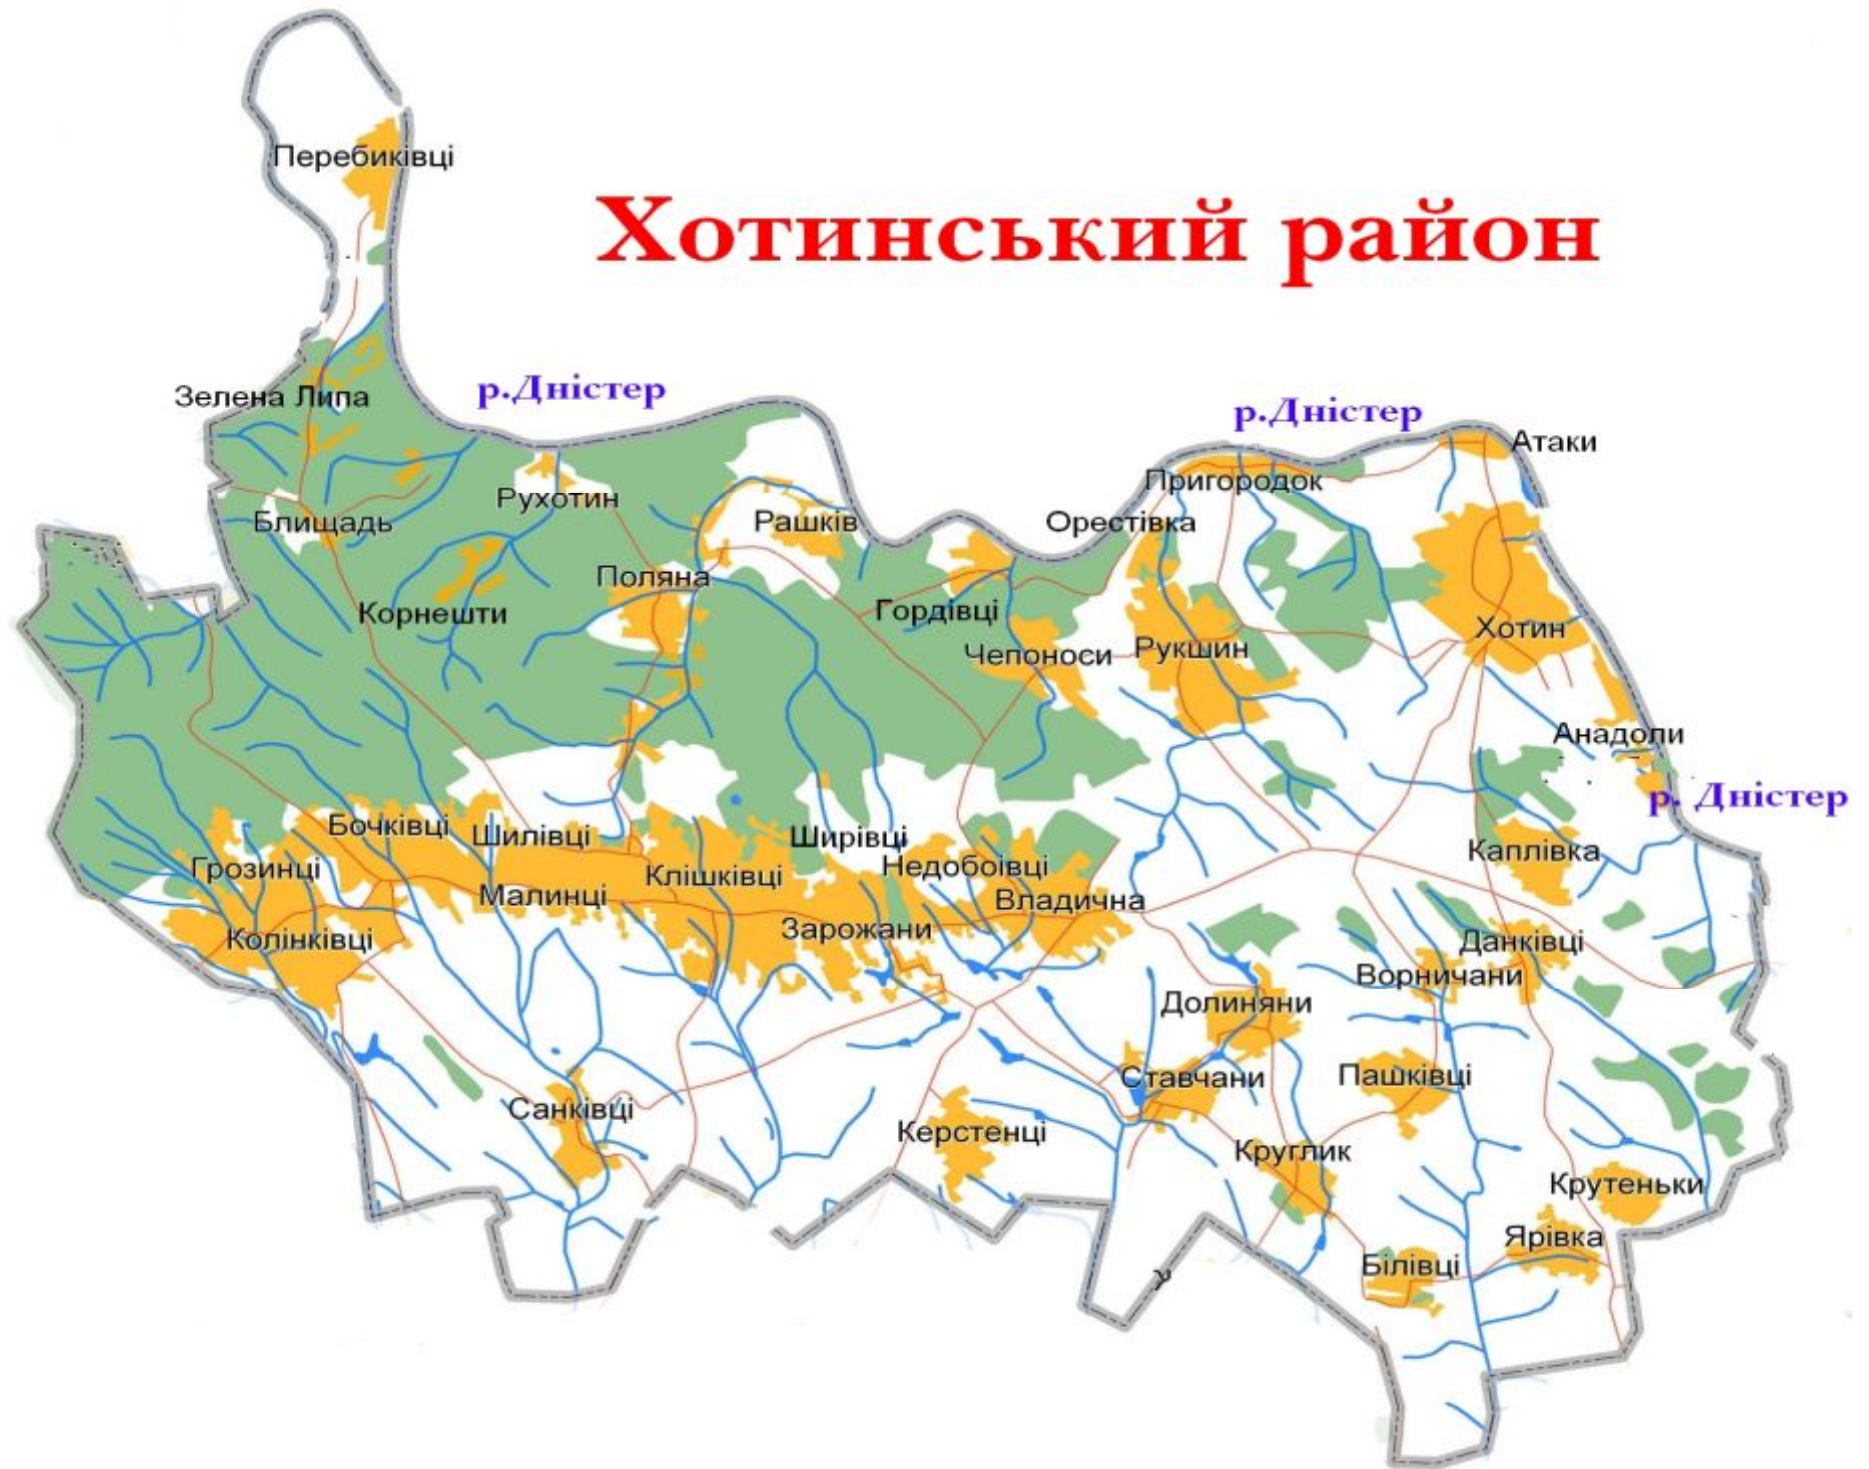 Перебиківці
Хотинський район
Зелена Липа
р.Дністер
р.Дністер
Атаки
Пригородок
Рухотин
Блищадь
Рашків
Орестівка
Поляна
Корнешти
Гордівці
Хотин
Чепоноси
Рукшин
Анадоли
р. Дністер
Бочківці
Шилівці
Ширівці
Каплівка
Грозинці
Недобоївці
Клішківці
Малинці
Владична
Зарожани
Колінківці
Данківці
Ворничани
Долиняни
Ставчани
Пашківці
Санківці
Керстенці
Круглик
Крутеньки
Ярівка
Білівці